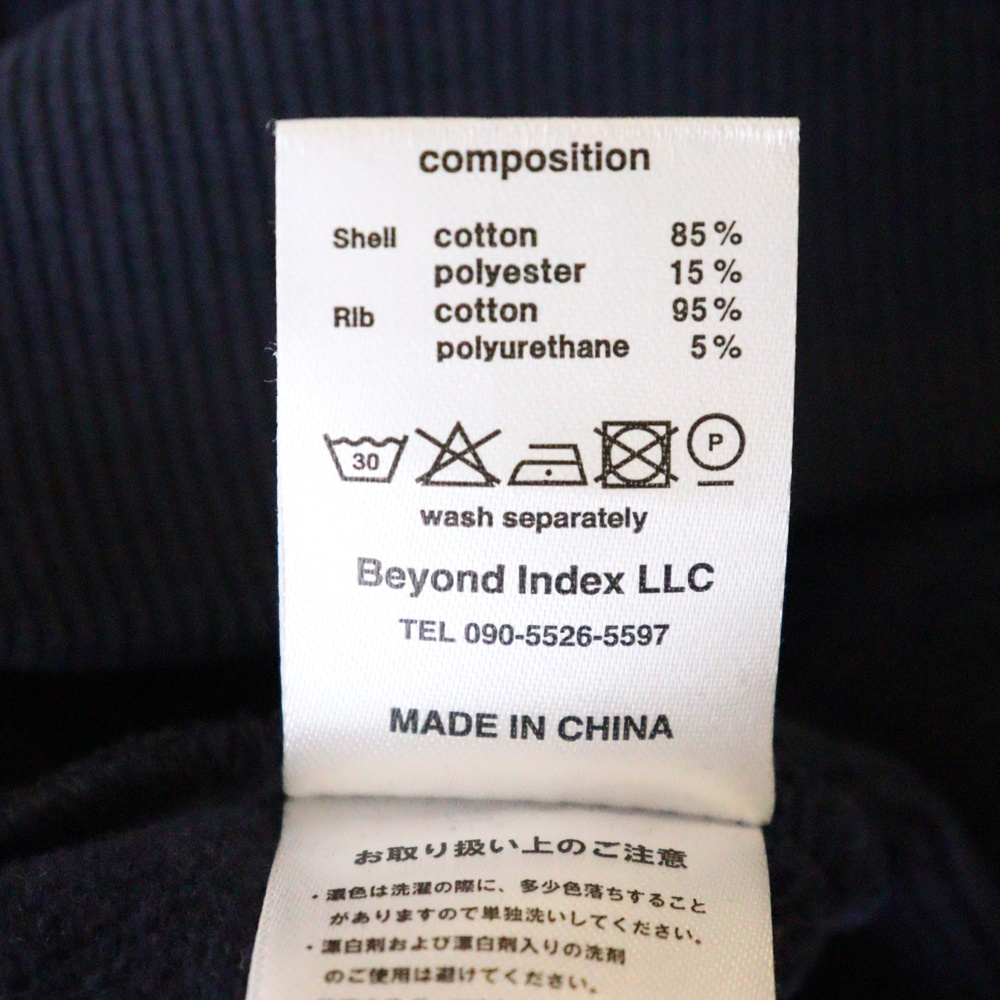 composition
Shell cotton 85 %
polyester 15 %
Rib cotton 95 %
polyurethane 5 %
30 P
wash separately
Beyond Index LLC
TEL 090-5526-5597
MADE IN CHINA
お取り扱い上のご注意
・濃色は洗濯の際に、多少色落ちすること
がありますので単独洗いしてください。
・漂白剤および漂白剤入りの洗剤
のご使用は避けてください。